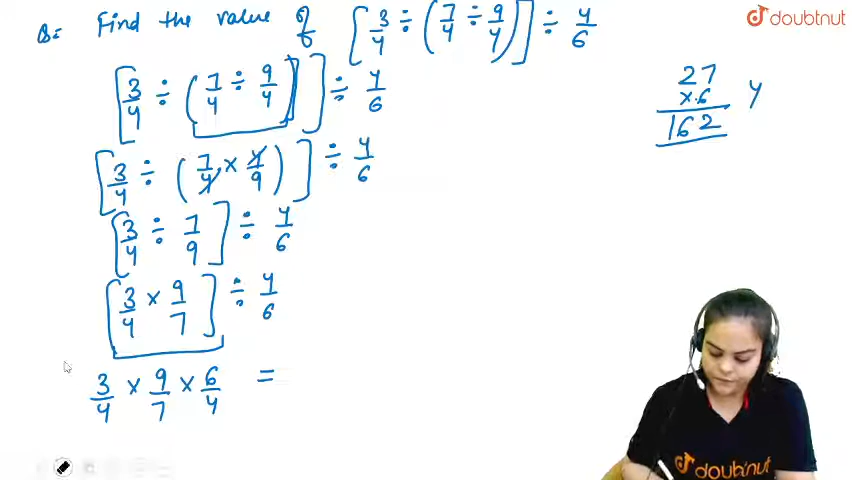 Q= Find the value of [3/4 ÷ (7/4 ÷ 9/4)] ÷ 4/6
[3/4 ÷ (7/4 ÷ 9/4)] ÷ 4/6
[3/4 ÷ (7/4 × 4/9)] ÷ 4/6
[3/4 ÷ 7/9] ÷ 4/6
[3/4 × 9/7] ÷ 4/6
3/4 × 9/7 × 6/4 =
27
×.6
162
4
doubtnut
doubtnut